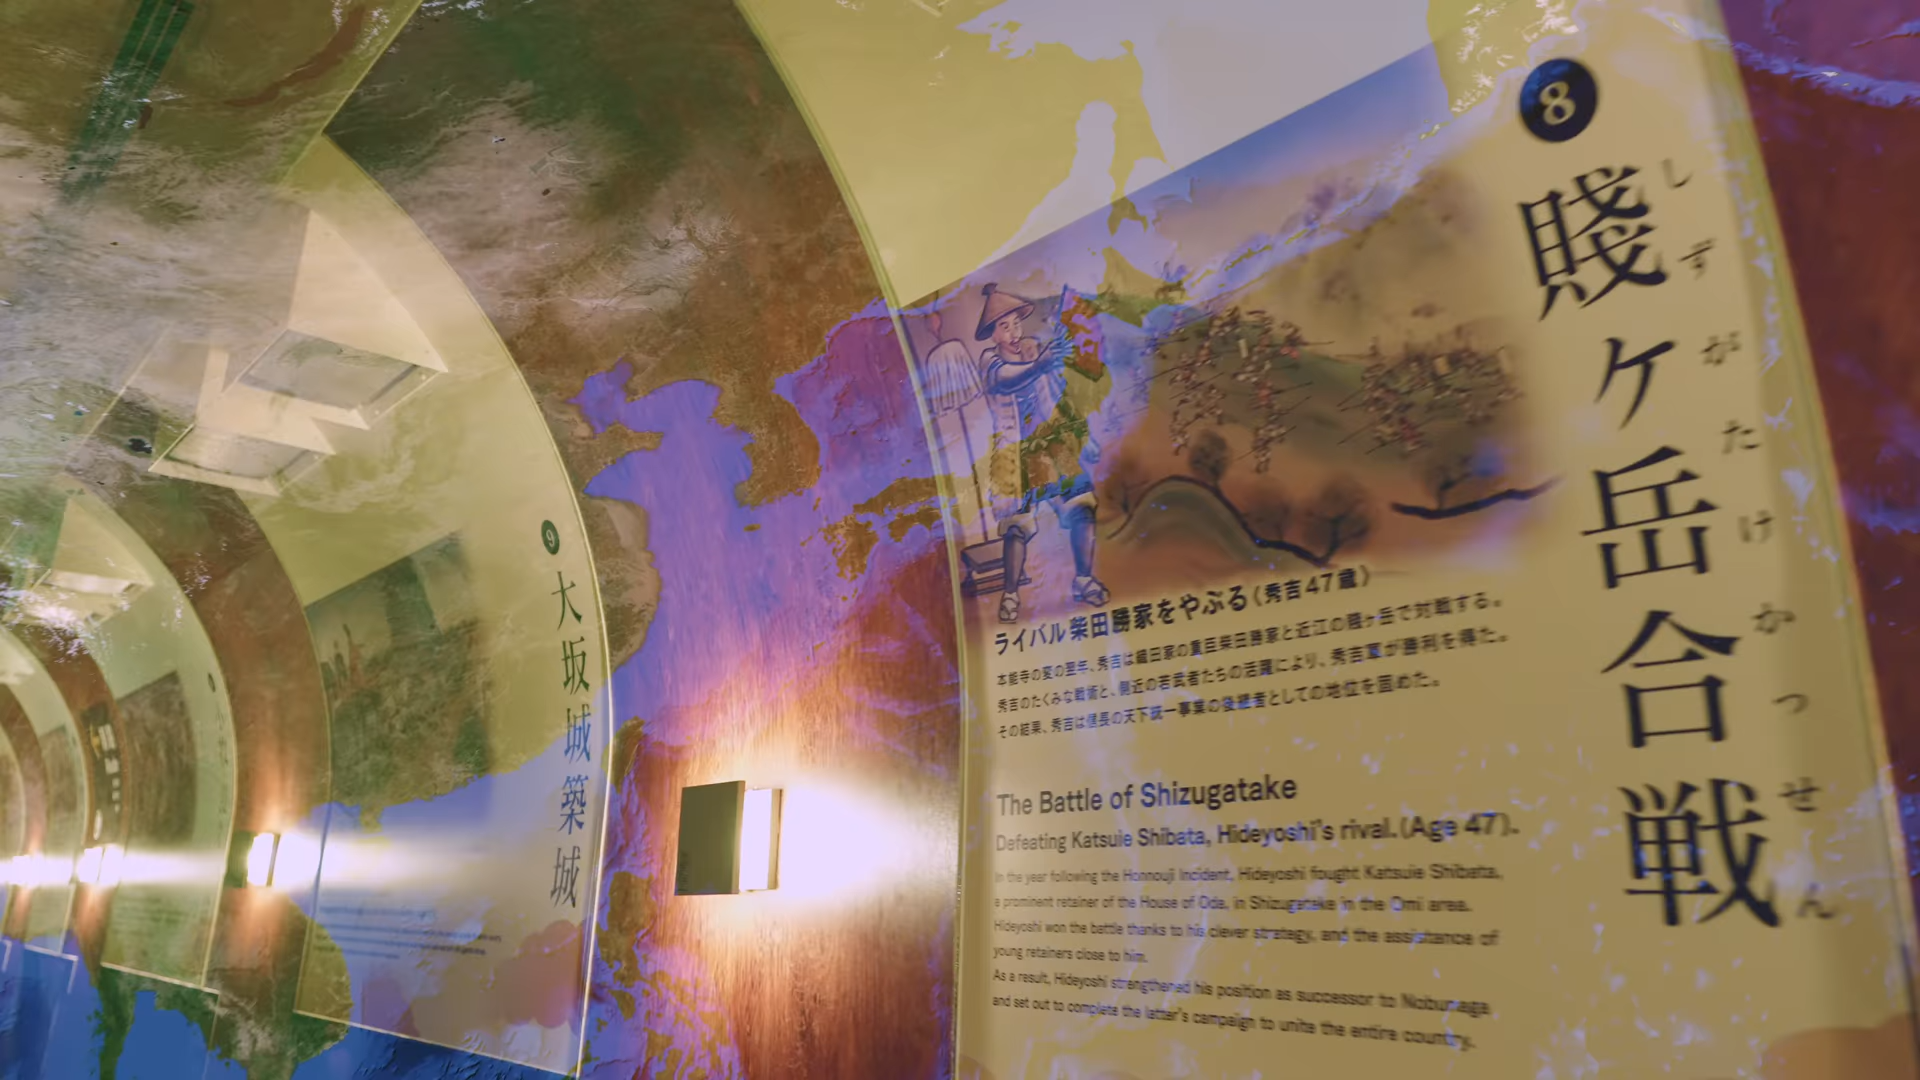 8
賤ヶ岳合戦
しずがたけかっせん
ライバル柴田勝家をやぶる(秀吉47歳)
本能寺の変の翌年、秀吉は織田家の重臣柴田勝家と近江の賤ヶ岳で対戦する。
秀吉のたくみな戦術と、側近の若武者たちの活躍により、秀吉軍が勝利を得た。
その結果、秀吉は信長の天下統一事業の後継者としての地位を固めた。
The Battle of Shizugatake
Defeating Katsuie Shibata, Hideyoshi's rival.(Age 47).
In the year following the Honnouji Incident, Hideyoshi fought Katsuie Shibata,
a prominent retainer of the House of Oda, in Shizugatake in the Omi area.
Hideyoshi won the battle thanks to his clever strategy, and the assistance of
young retainers close to him.
As a result, Hideyoshi strengthened his position as successor to Nobunaga
and set out to complete the latter's campaign to unite the entire country.
9
大坂城築城